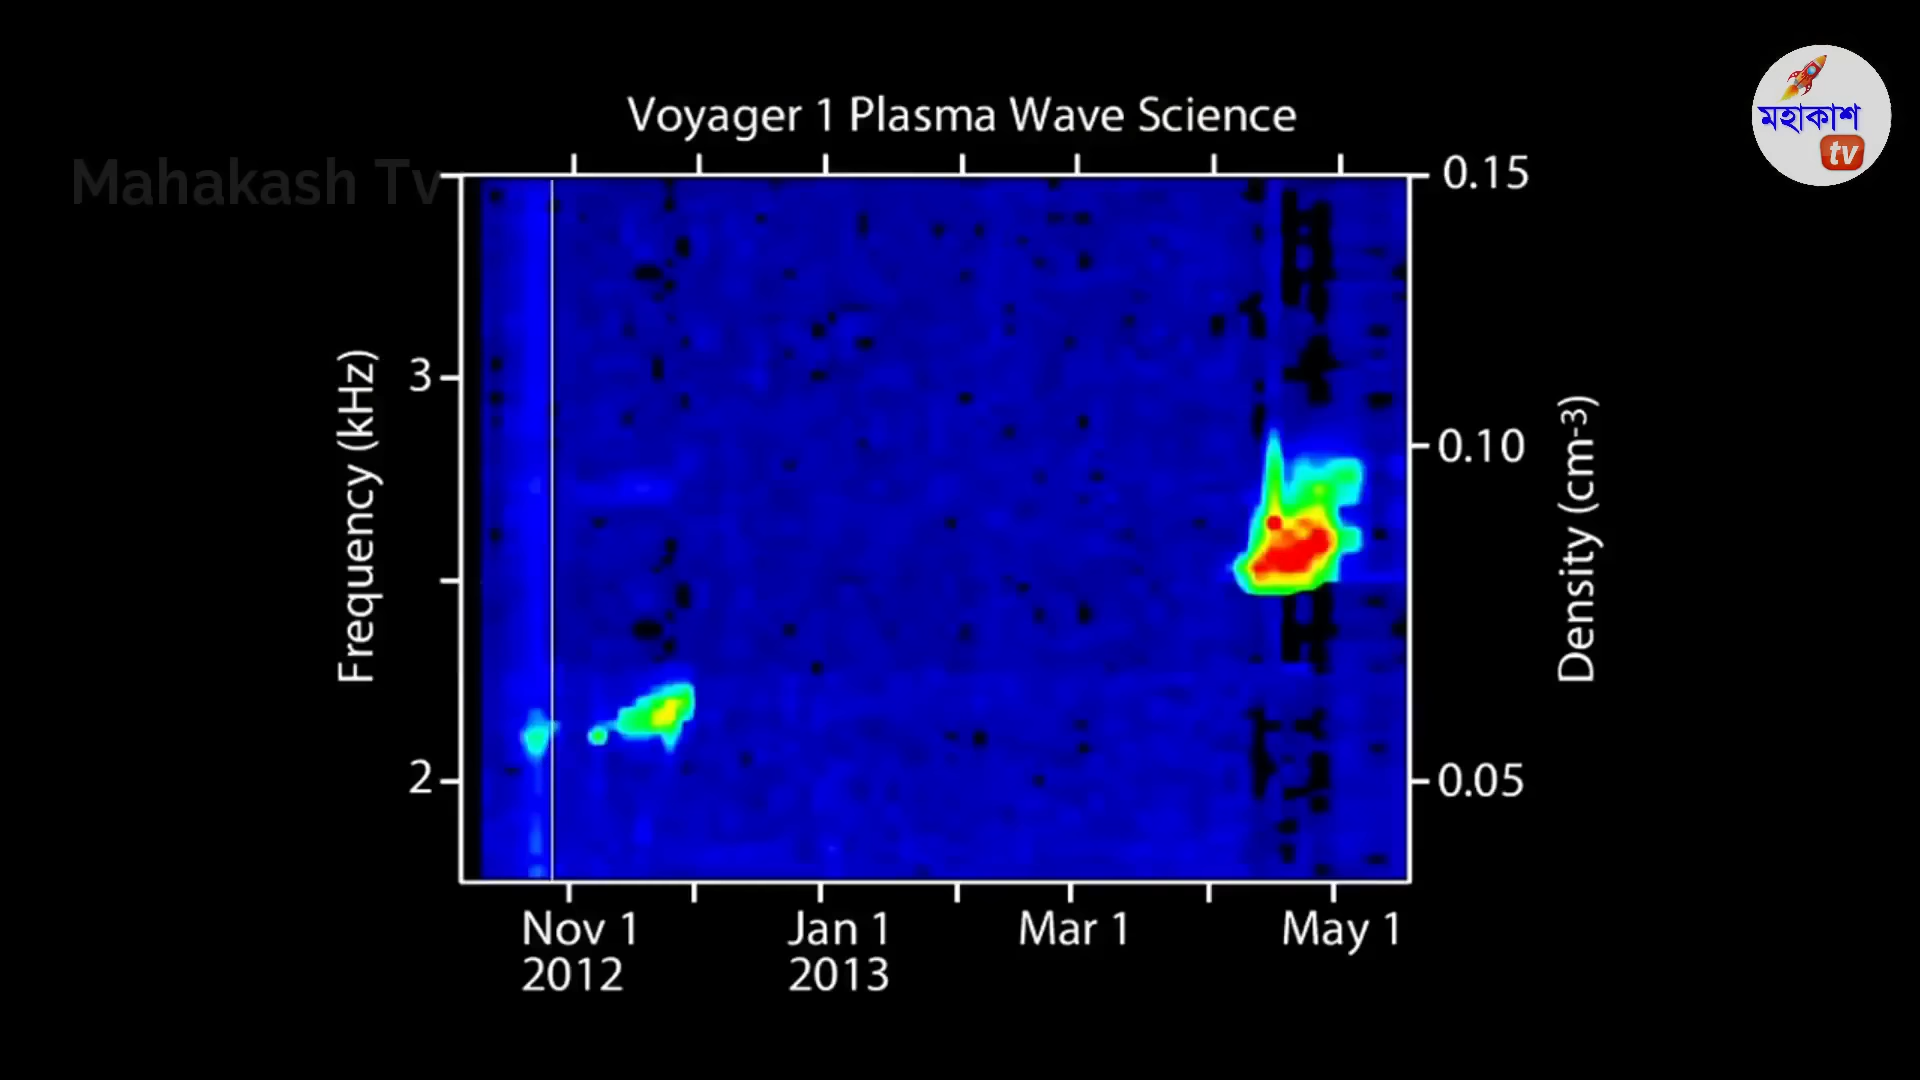 Voyager 1 Plasma Wave Science
মহাকাশ
tv
Mahakash Tv
0.15
3
0.10
Frequency (kHz)
Density (cm-3)
2
0.05
Nov 1
2012
Jan 1
2013
Mar 1
May 1